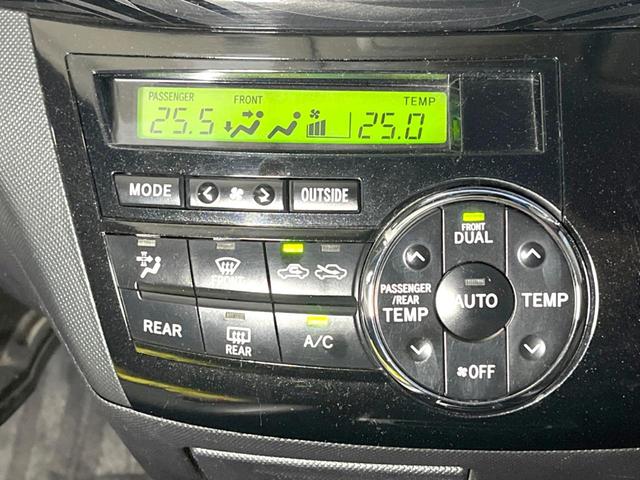 PASSENGER FRONT TEMP
25.5 25.0
MODE OUTSIDE
FRONT
DUAL
FRONT
PASSENGER
/REAR
TEMP
AUTO
TEMP
REAR
REAR
A/C
OFF